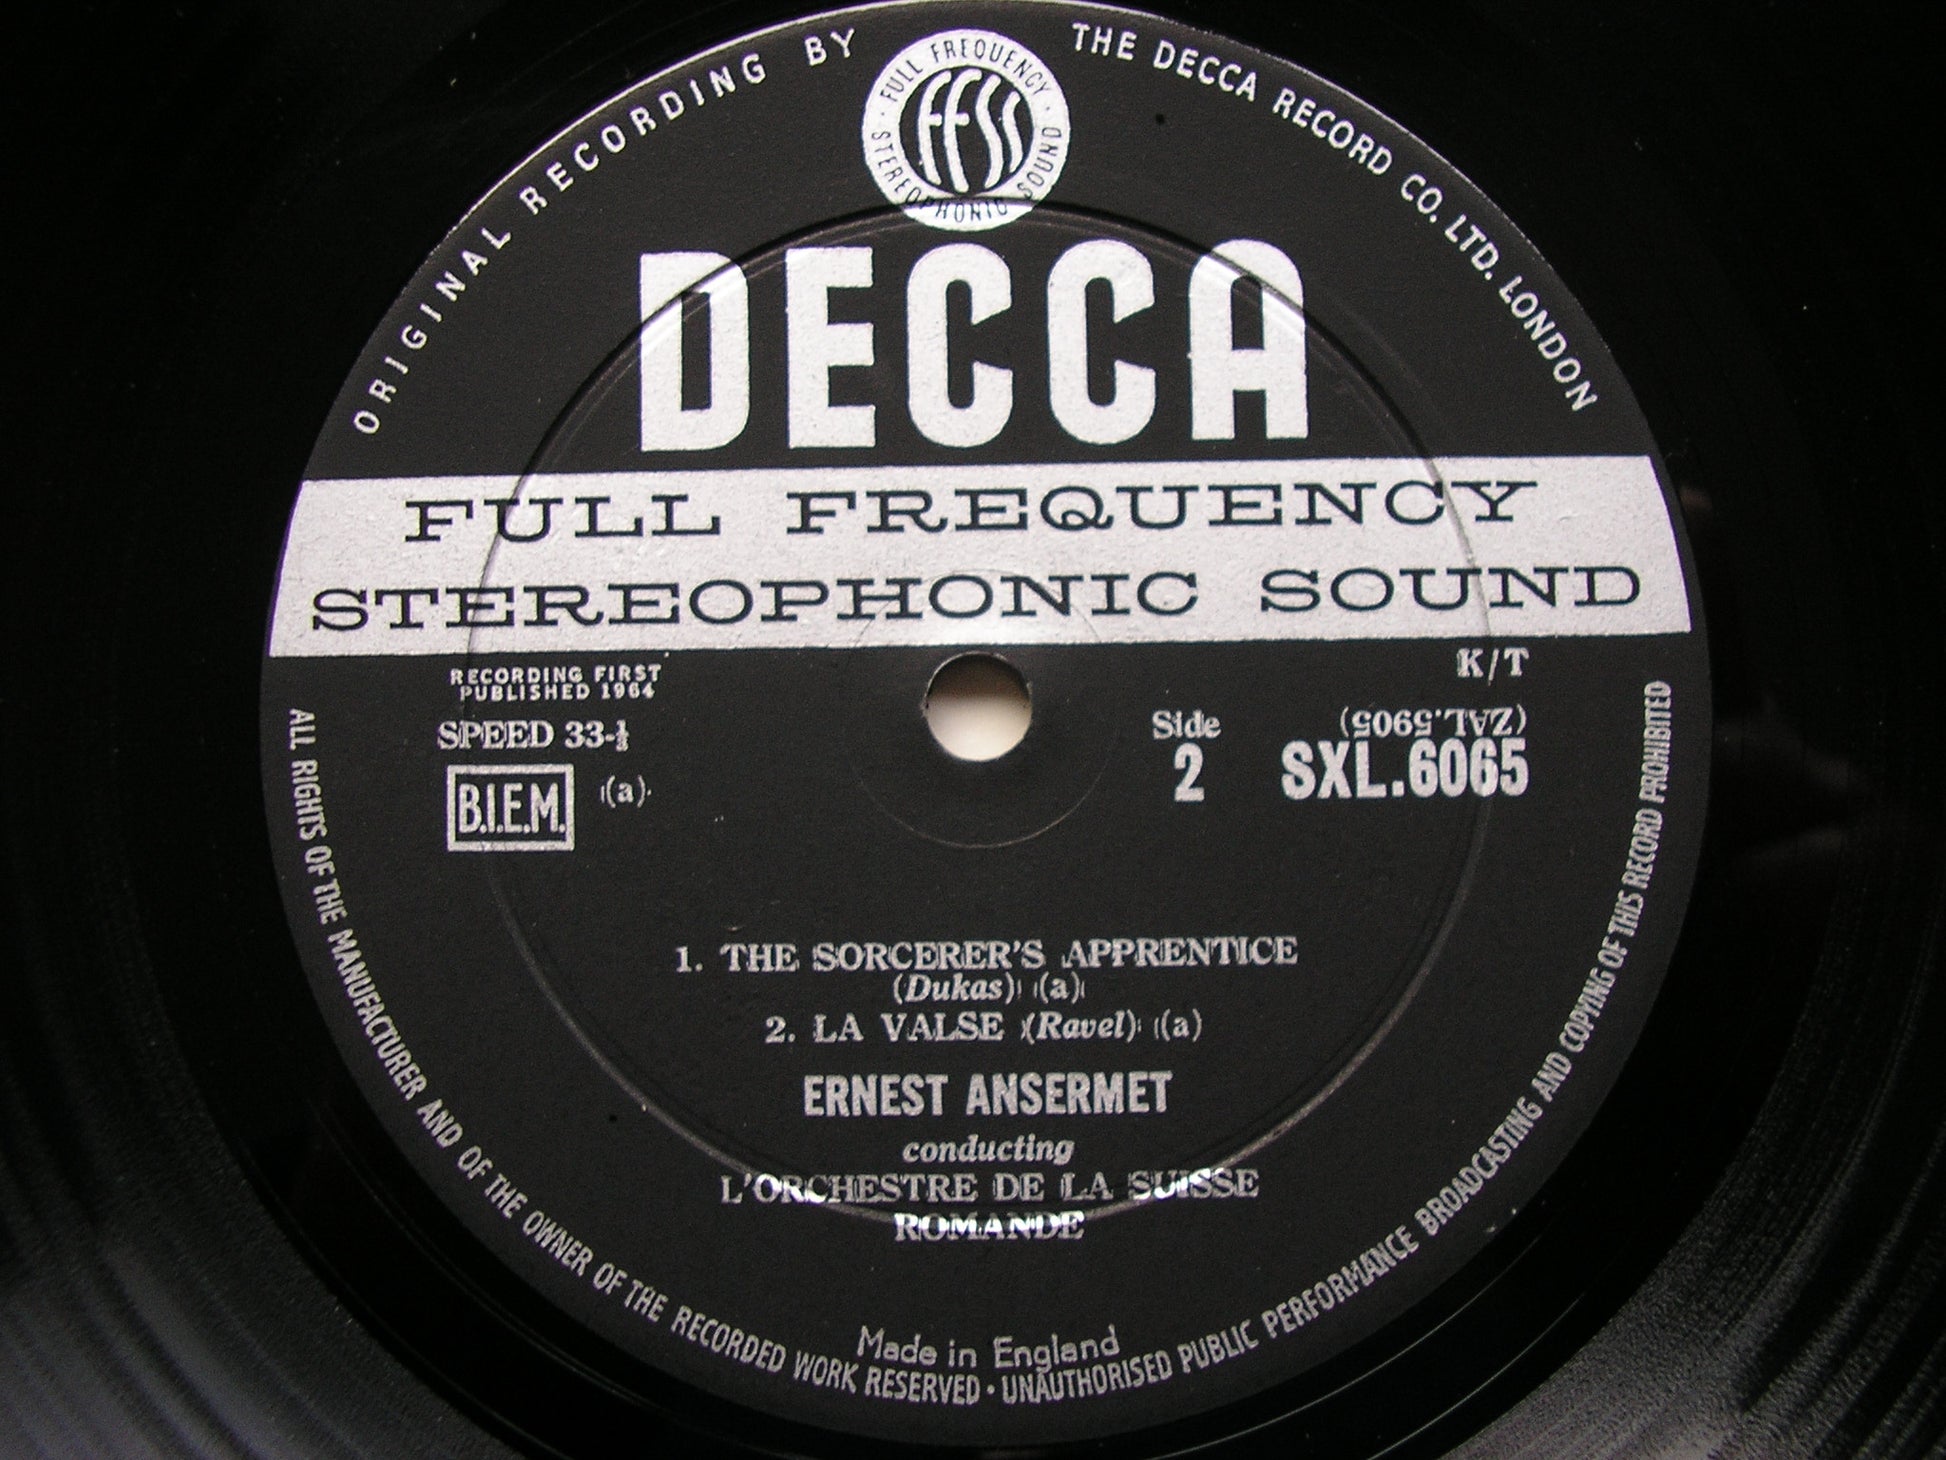 ORIGINAL RECORDING BY THE DECCA RECORD CO. LTD. LONDON
FULL FREQUENCY
FFSS
STEREOPHONIC SOUND
DECCA
FULL FREQUENCY
STEREOPHONIC SOUND
RECORDING FIRST
PUBLISHED 1964
K/T
SPEED 33-⅓
Side
(ZAL.5905)
2
SXL.6065
B.I.E.M.
(a)
1. THE SORCERER'S APPRENTICE
(Dukas) (a)
2. LA VALSE (Ravel) (a)
ERNEST ANSERMET
conducting
L'ORCHESTRE DE LA SUISSE
ROMANDE
Made in England
ALL RIGHTS OF THE MANUFACTURER AND OF THE OWNER OF THE RECORDED WORK RESERVED · UNAUTHORISED PUBLIC PERFORMANCE BROADCASTING AND COPYING OF THIS RECORD PROHIBITED